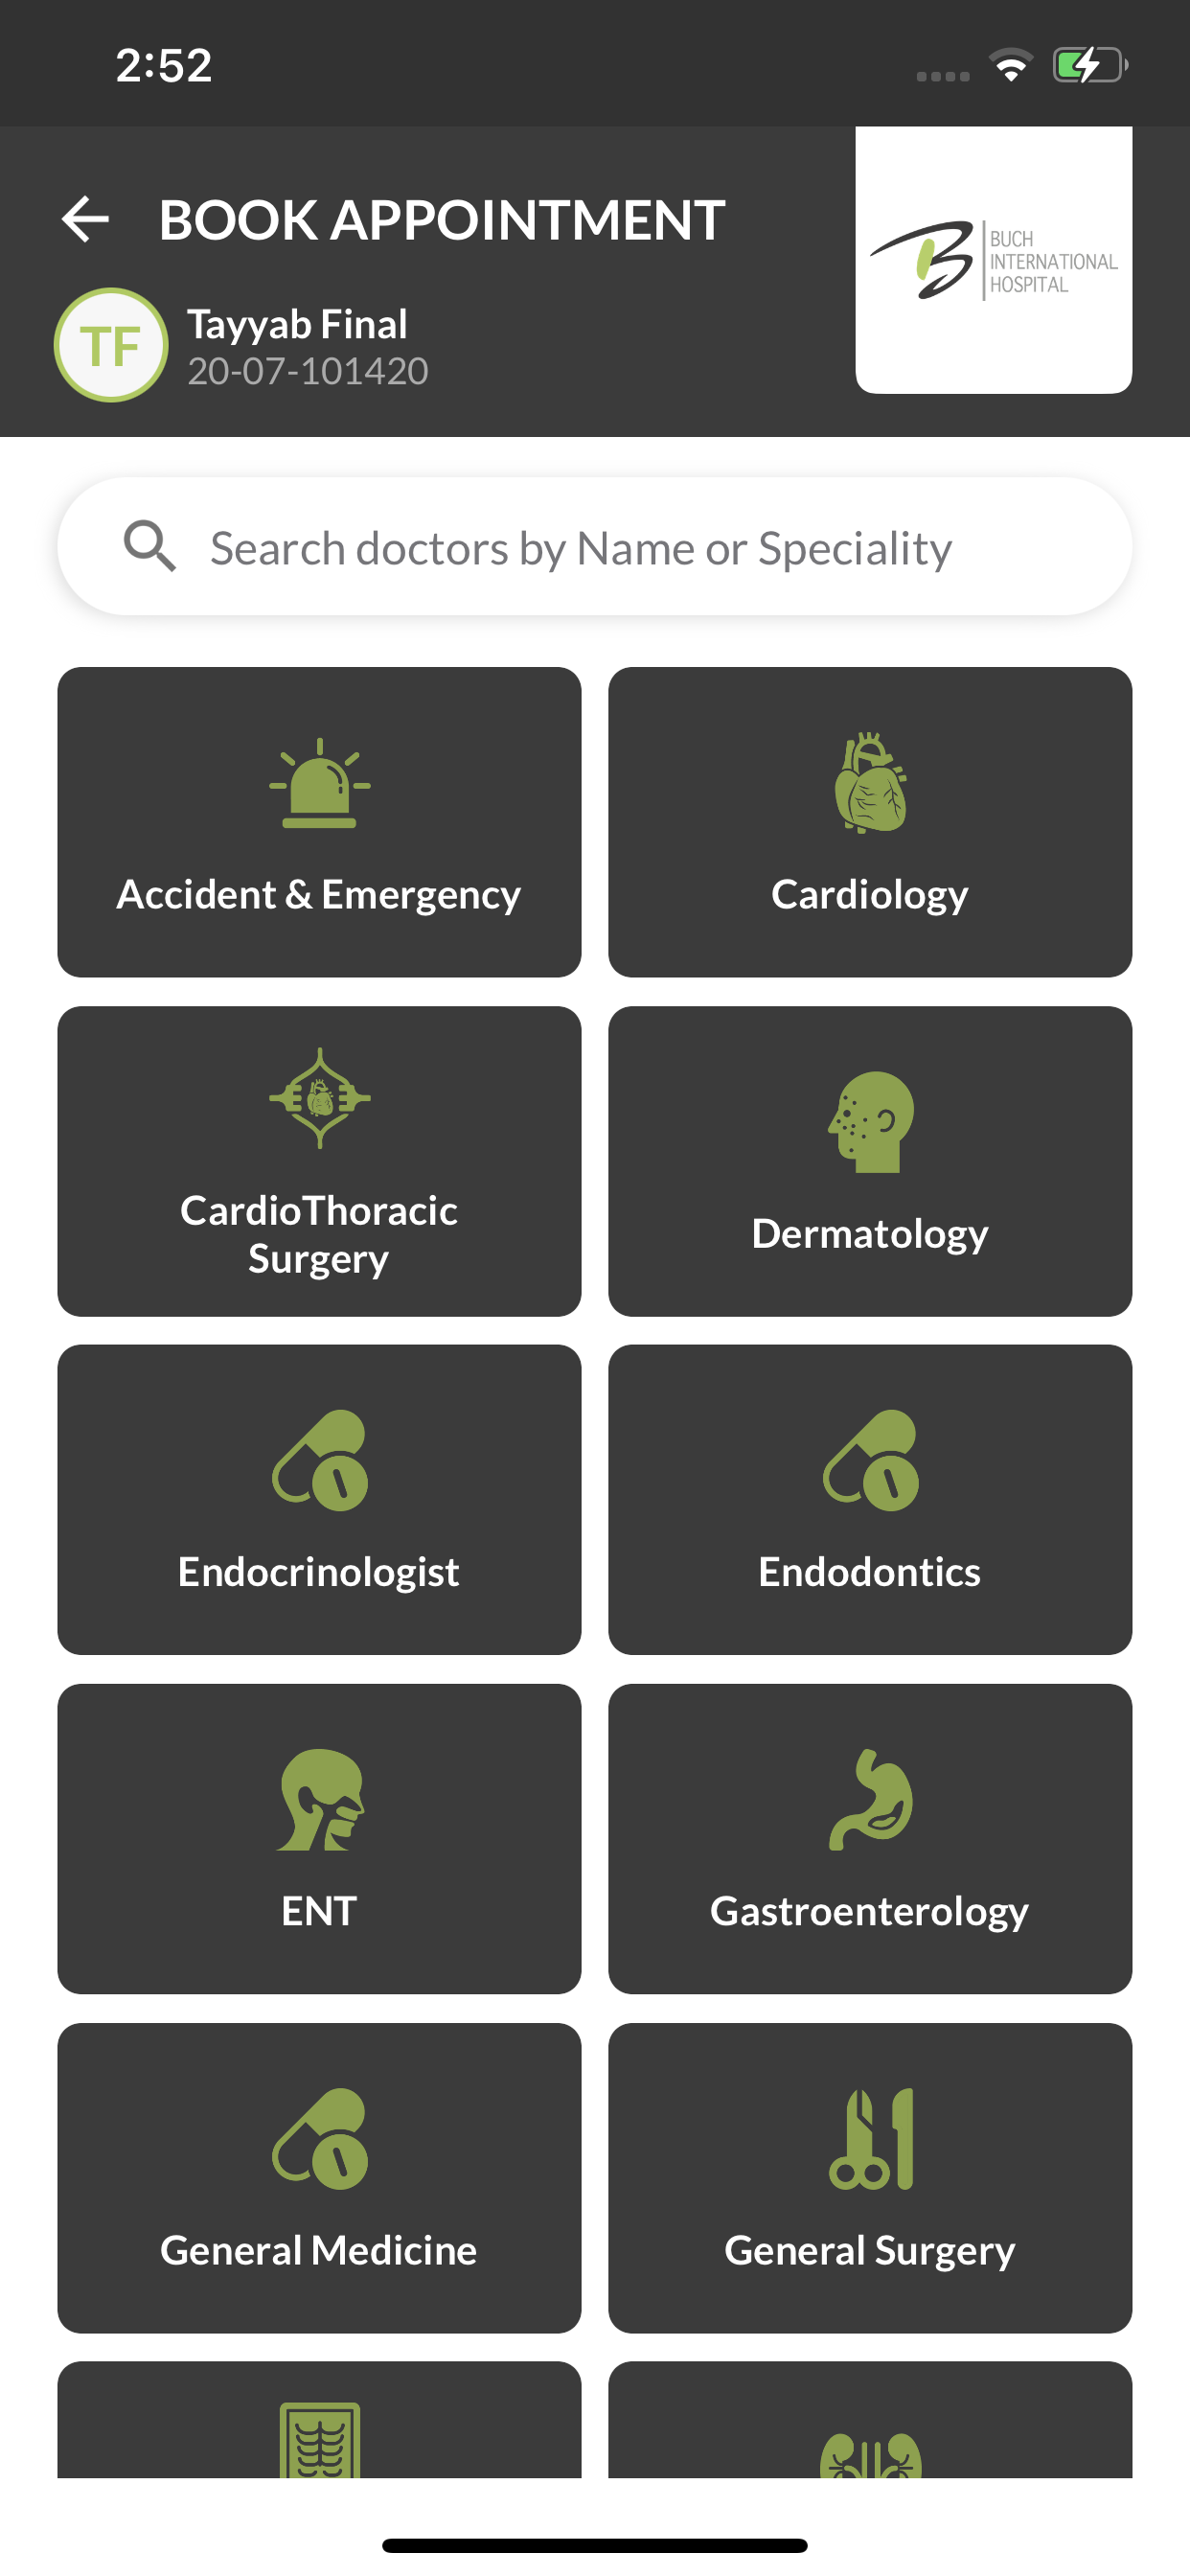 2:52
BOOK APPOINTMENT
BUCH
INTERNATIONAL
HOSPITAL
TF
Tayyab Final
20-07-101420
Search doctors by Name or Speciality
Accident & Emergency
Cardiology
CardioThoracic
Surgery
Dermatology
Endocrinologist
Endodontics
ENT
Gastroenterology
General Medicine
General Surgery